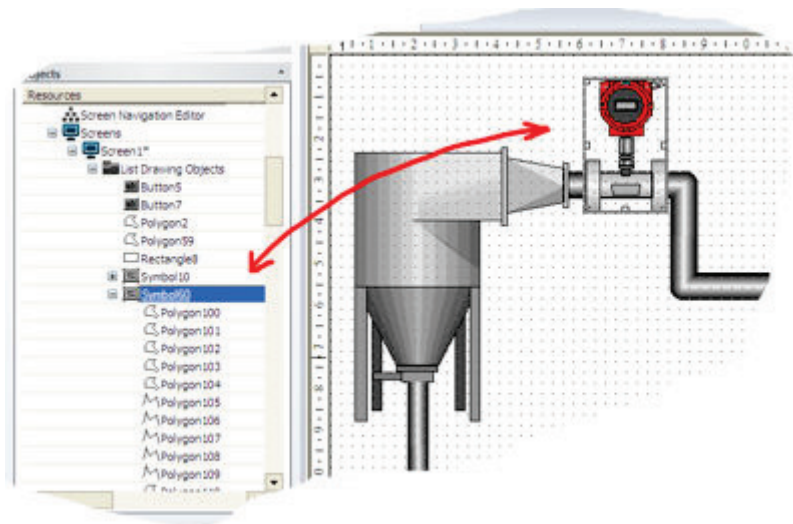 Resources
Screen Navigation Editor
Screens
Screen1*
List Drawing Objects
Button5
Button7
Polygon2
Polygon59
Rectangle8
Symbol10
Symbol60
Polygon100
Polygon101
Polygon102
Polygon103
Polygon104
Polygon105
Polygon106
Polygon107
Polygon108
Polygon109